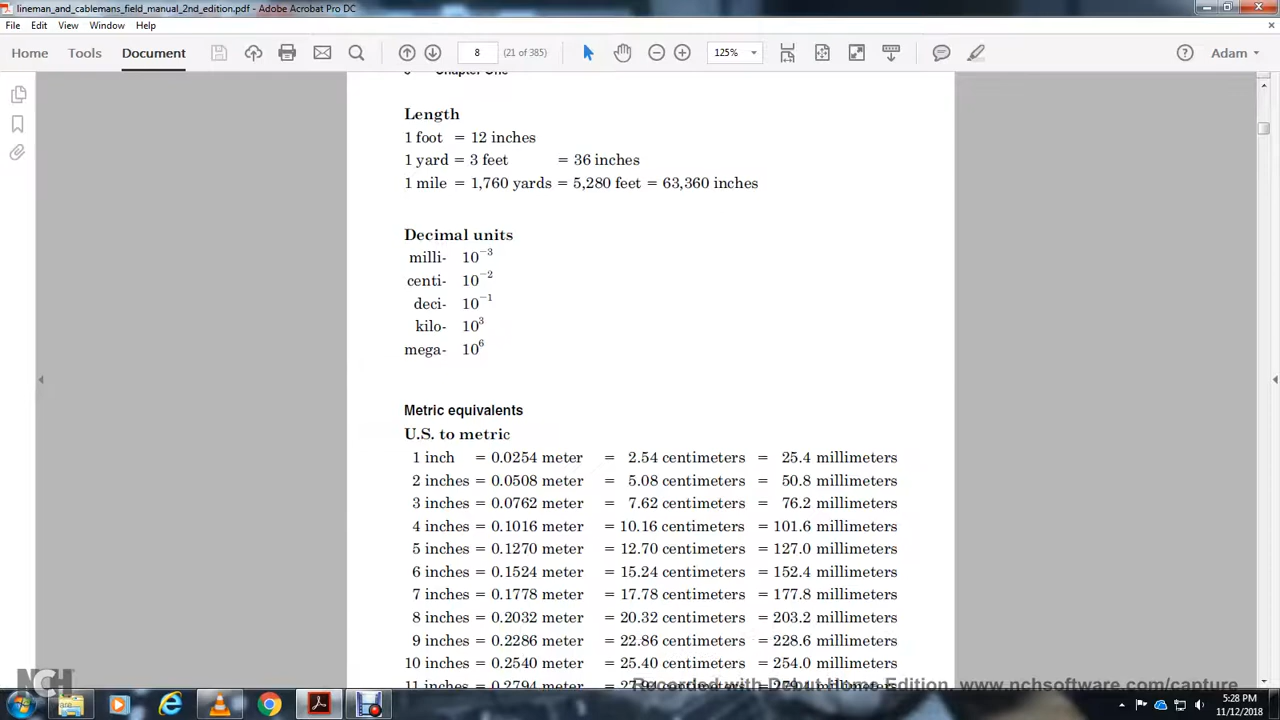 lineman_and_cablemans_field_manual_2nd_edition.pdf - Adobe Acrobat Pro DC
File Edit View Window Help
Home Tools Document 8 (21 of 385) 125% Adam
8 Chapter One
Length
1 foot = 12 inches
1 yard = 3 feet = 36 inches
1 mile = 1,760 yards = 5,280 feet = 63,360 inches
Decimal units
milli- 10⁻³
centi- 10⁻²
deci- 10⁻¹
kilo- 10³
mega- 10⁶
Metric equivalents
U.S. to metric
1 inch = 0.0254 meter = 2.54 centimeters = 25.4 millimeters
2 inches = 0.0508 meter = 5.08 centimeters = 50.8 millimeters
3 inches = 0.0762 meter = 7.62 centimeters = 76.2 millimeters
4 inches = 0.1016 meter = 10.16 centimeters = 101.6 millimeters
5 inches = 0.1270 meter = 12.70 centimeters = 127.0 millimeters
6 inches = 0.1524 meter = 15.24 centimeters = 152.4 millimeters
7 inches = 0.1778 meter = 17.78 centimeters = 177.8 millimeters
8 inches = 0.2032 meter = 20.32 centimeters = 203.2 millimeters
9 inches = 0.2286 meter = 22.86 centimeters = 228.6 millimeters
10 inches = 0.2540 meter = 25.40 centimeters = 254.0 millimeters
11 inches = 0.2794 meter
Recorded with Debut Home Edition. www.nchsoftware.com/capture
NCH
5:28 PM
11/12/2018